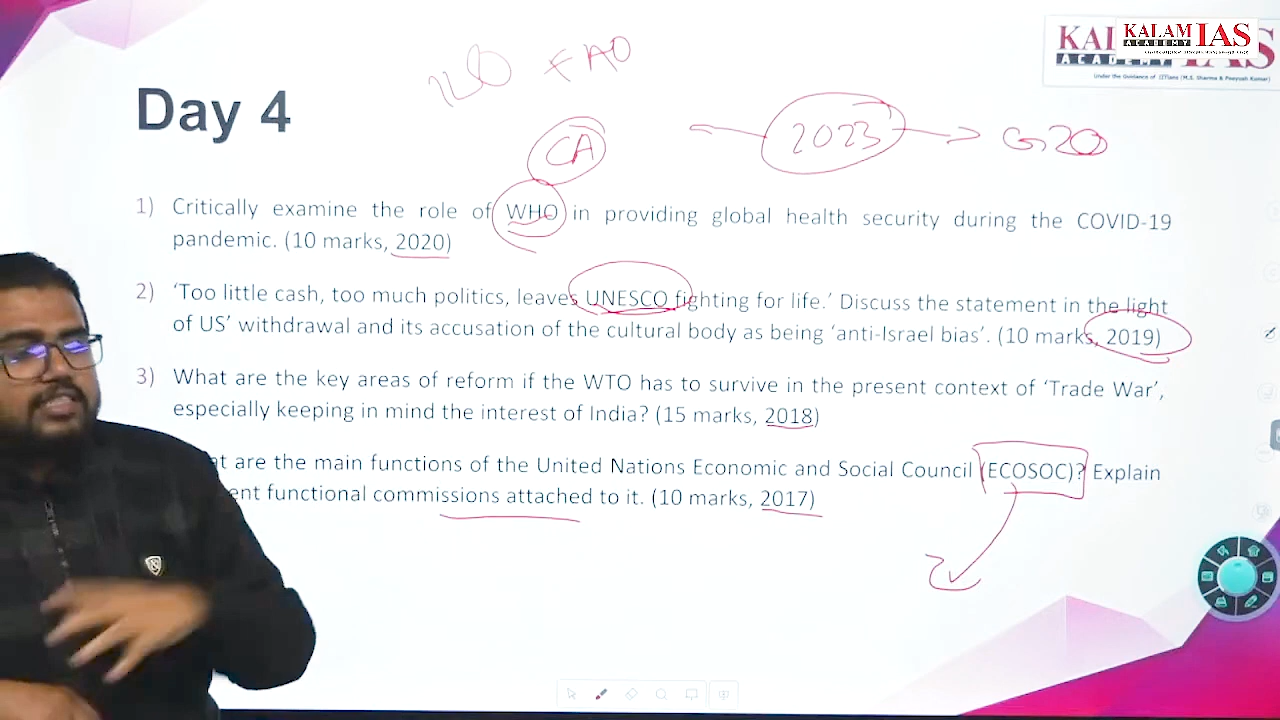 ILO FAO
KALAM IAS
ACADEMY
Under the Guidance of IITians (M.S. Sharma & Peeyush Kumar)
Day 4
CA
2023
G20
1) Critically examine the role of WHO in providing global health security during the COVID-19
pandemic. (10 marks, 2020)
2) ‘Too little cash, too much politics, leaves UNESCO fighting for life.’ Discuss the statement in the light
of US’ withdrawal and its accusation of the cultural body as being ‘anti-Israel bias’. (10 marks, 2019)
3) What are the key areas of reform if the WTO has to survive in the present context of ‘Trade War’,
especially keeping in mind the interest of India? (15 marks, 2018)
are the main functions of the United Nations Economic and Social Council (ECOSOC)? Explain
functional commissions attached to it. (10 marks, 2017)